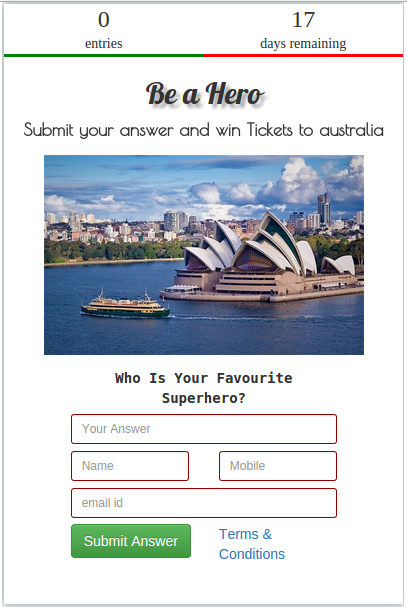 0
17
entries
days remaining
Be a Hero
Submit your answer and win Tickets to australia
Who Is Your Favourite
Superhero?
Your Answer
Name
Mobile
email id
Submit Answer
Terms &
Conditions